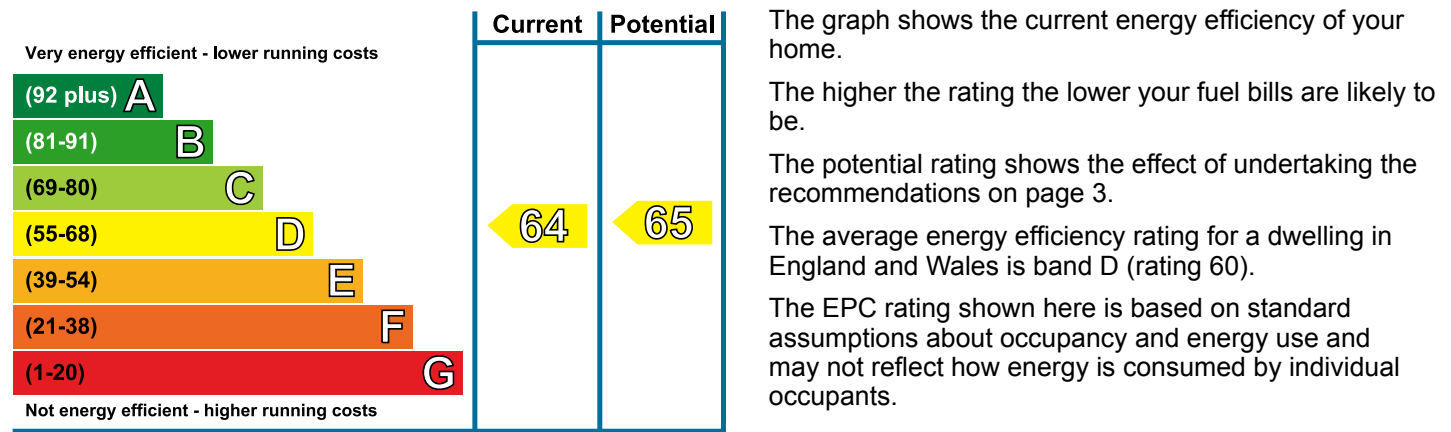 Current Potential
Very energy efficient - lower running costs
(92 plus) A
(81-91) B
(69-80) C
(55-68) D
64 65
(39-54) E
(21-38) F
(1-20) G
Not energy efficient - higher running costs
The graph shows the current energy efficiency of your
home.
The higher the rating the lower your fuel bills are likely to
be.
The potential rating shows the effect of undertaking the
recommendations on page 3.
The average energy efficiency rating for a dwelling in
England and Wales is band D (rating 60).
The EPC rating shown here is based on standard
assumptions about occupancy and energy use and
may not reflect how energy is consumed by individual
occupants.